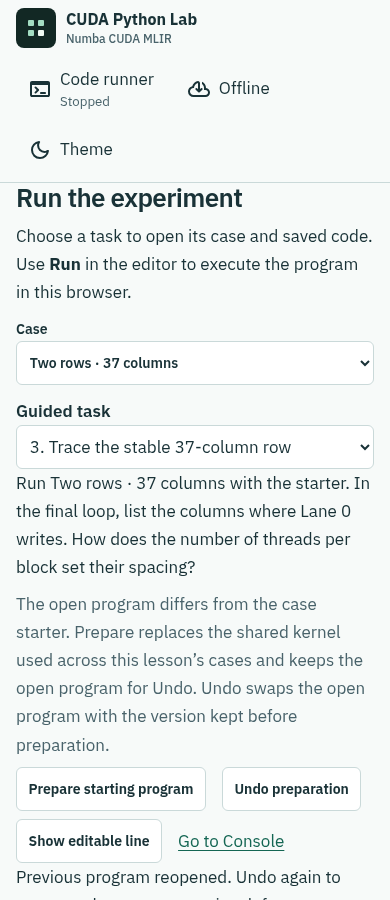 CUDA Python Lab
Numba CUDA MLIR
Code runner
Stopped
Offline
Theme
Run the experiment
Choose a task to open its case and saved code.
Use Run in the editor to execute the program
in this browser.
Case
Two rows · 37 columns
Guided task
3. Trace the stable 37-column row
Run Two rows · 37 columns with the starter. In
the final loop, list the columns where Lane 0
writes. How does the number of threads per
block set their spacing?
The open program differs from the case
starter. Prepare replaces the shared kernel
used across this lesson’s cases and keeps the
open program for Undo. Undo swaps the open
program with the version kept before
preparation.
Prepare starting program
Undo preparation
Show editable line
Go to Console
Previous program reopened. Undo again to